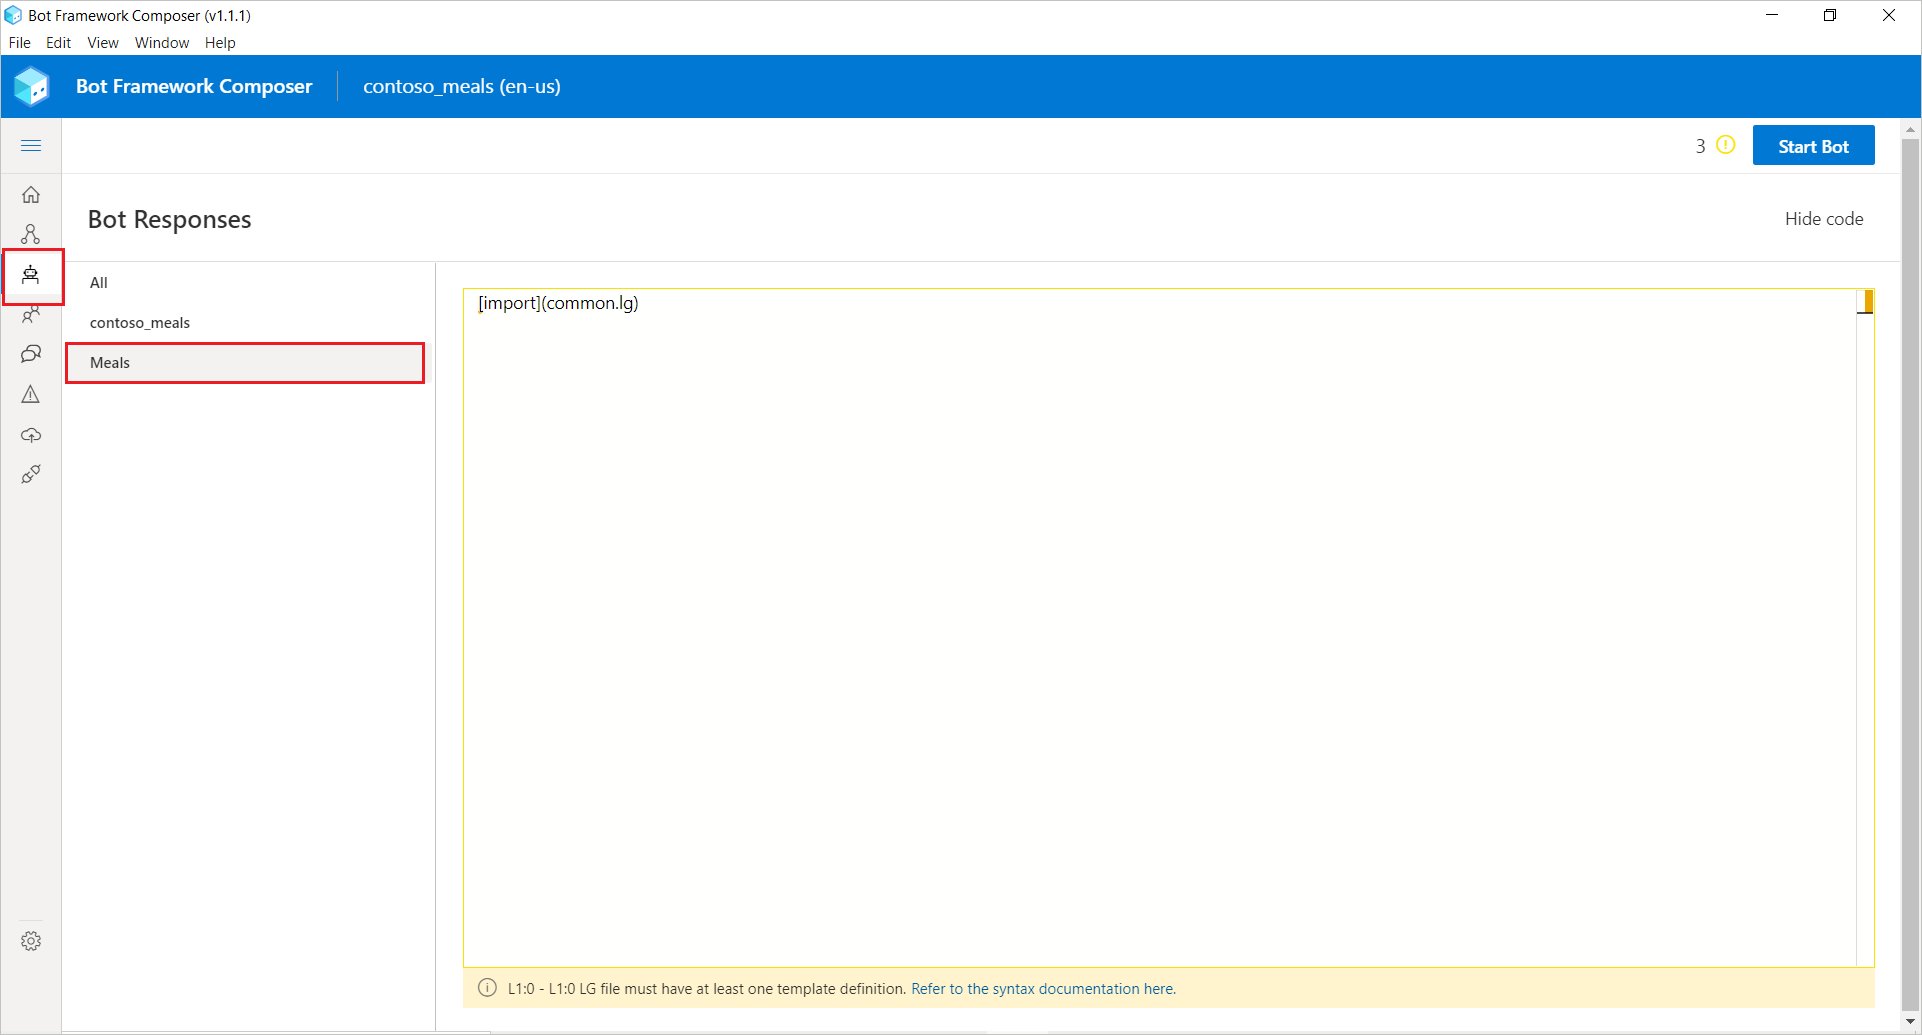 Bot Framework Composer (v1.1.1)
File Edit View Window Help
Bot Framework Composer contoso_meals (en-us)
3 Start Bot
Bot Responses Hide code
All
contoso_meals
Meals
[import](common.lg)
L1:0 - L1:0 LG file must have at least one template definition. Refer to the syntax documentation here.